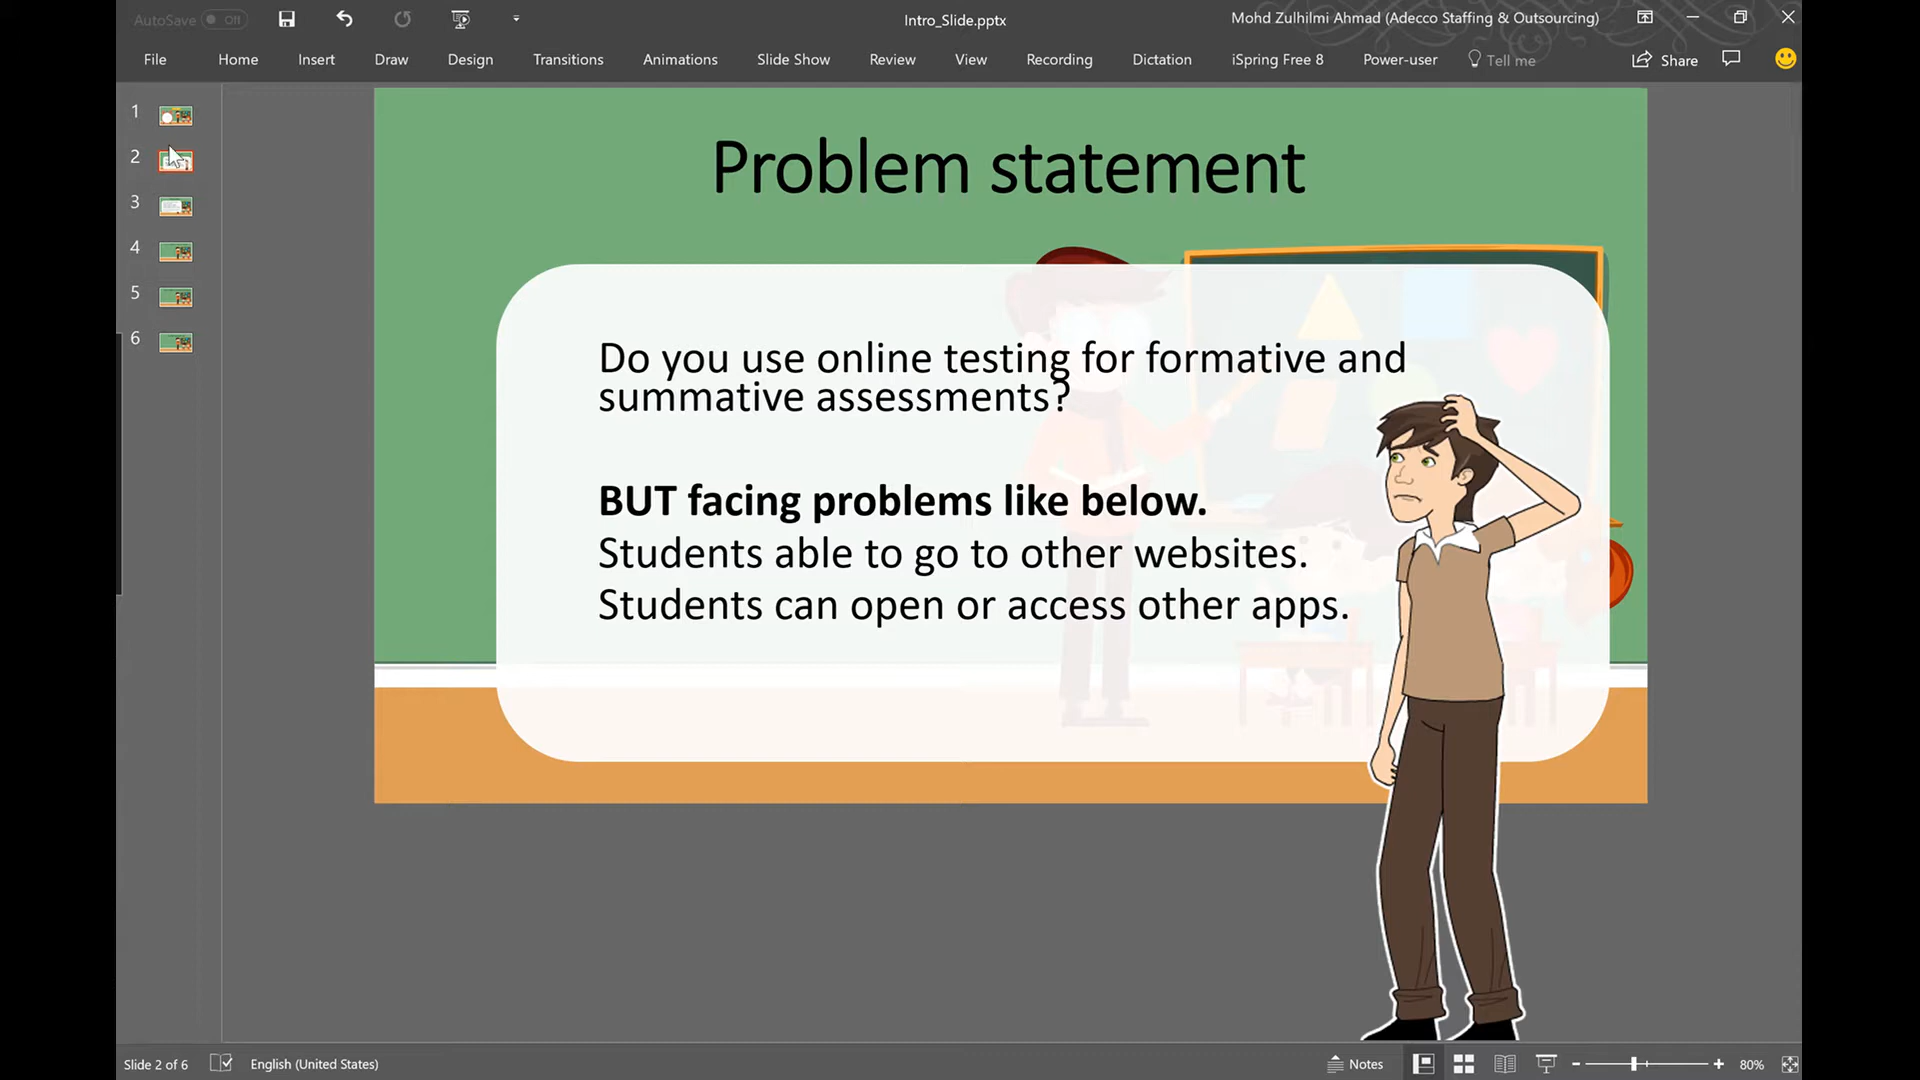 AutoSave Off
Intro_Slide.pptx
Mohd Zulhilmi Ahmad (Adecco Staffing & Outsourcing)
File Home Insert Draw Design Transitions Animations Slide Show Review View Recording Dictation iSpring Free 8 Power-user Tell me Share
1
2
3
4
5
6
Problem statement
Do you use online testing for formative and
summative assessments?
BUT facing problems like below.
Students able to go to other websites.
Students can open or access other apps.
Slide 2 of 6 English (United States) Notes 80%